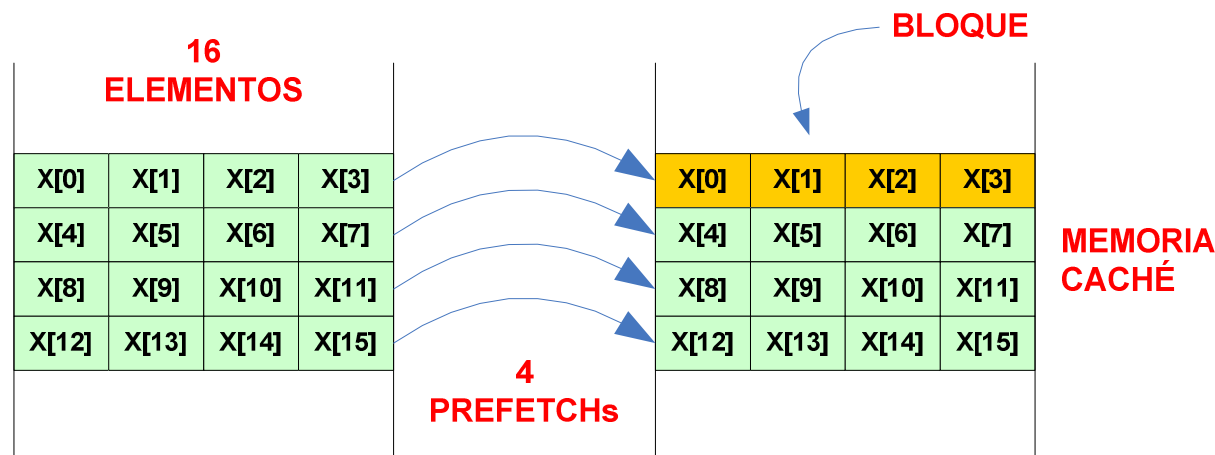 16
ELEMENTOS
BLOQUE
X[0] X[1] X[2] X[3]
X[4] X[5] X[6] X[7]
X[8] X[9] X[10] X[11]
X[12] X[13] X[14] X[15]
4
PREFETCHs
X[0] X[1] X[2] X[3]
X[4] X[5] X[6] X[7]
X[8] X[9] X[10] X[11]
X[12] X[13] X[14] X[15]
MEMORIA
CACHÉ